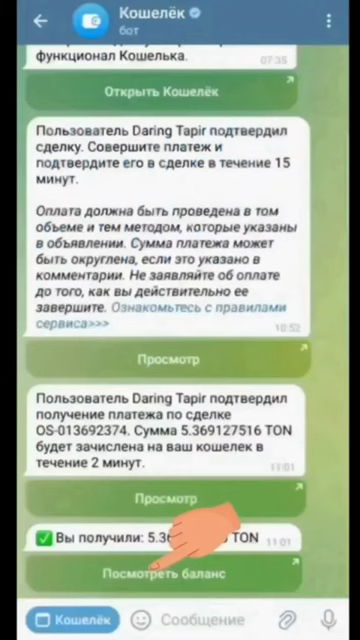 Кошелёк
бот
функционал Кошелька.
07:35
Открыть Кошелёк
Пользователь Daring Tapir подтвердил
сделку. Совершите платеж и
подтвердите его в сделке в течение 15
минут.
Оплата должна быть проведена в том
объеме и тем методом, которые указаны
в объявлении. Сумма платежа может
быть округлена, если это указано в
комментарии. Не заявляйте об оплате
до того, как вы действительно ее
завершите. Ознакомьтесь с правилами
сервиса>>>
10:52
Просмотр
Пользователь Daring Tapir подтвердил
получение платежа по сделке
OS-013692374. Сумма 5.369127516 TON
будет зачислена на ваш кошелек в
течение 2 минут.
11:01
Просмотр
Вы получили: TON 11:01
Посмотреть баланс
Кошелёк Сообщение